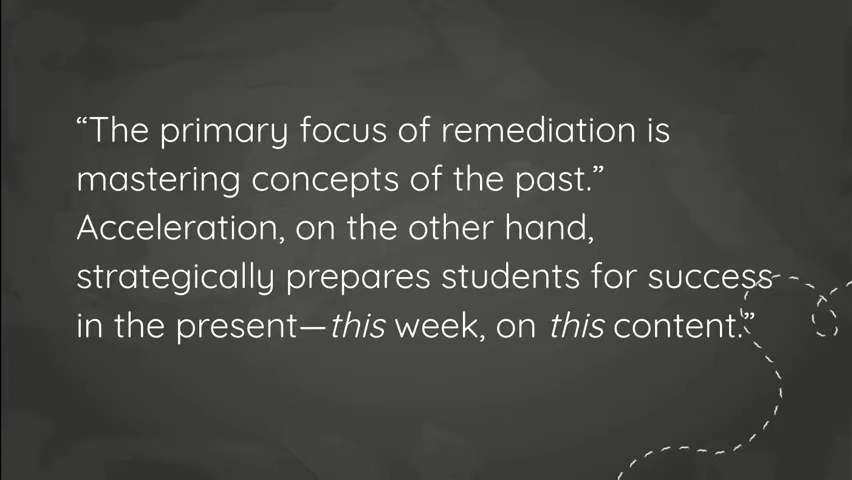 “The primary focus of remediation is
mastering concepts of the past.”
Acceleration, on the other hand,
strategically prepares students for success
in the present—this week, on this content.”